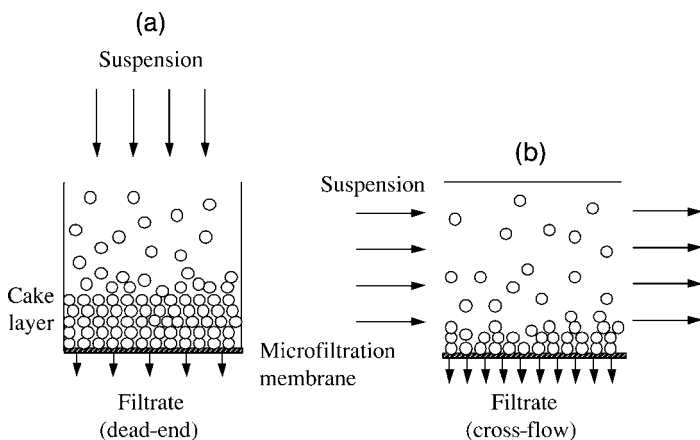 (a)
Suspension
Cake
layer
Filtrate
(dead-end)
Microfiltration
membrane
(b)
Suspension
Filtrate
(cross-flow)